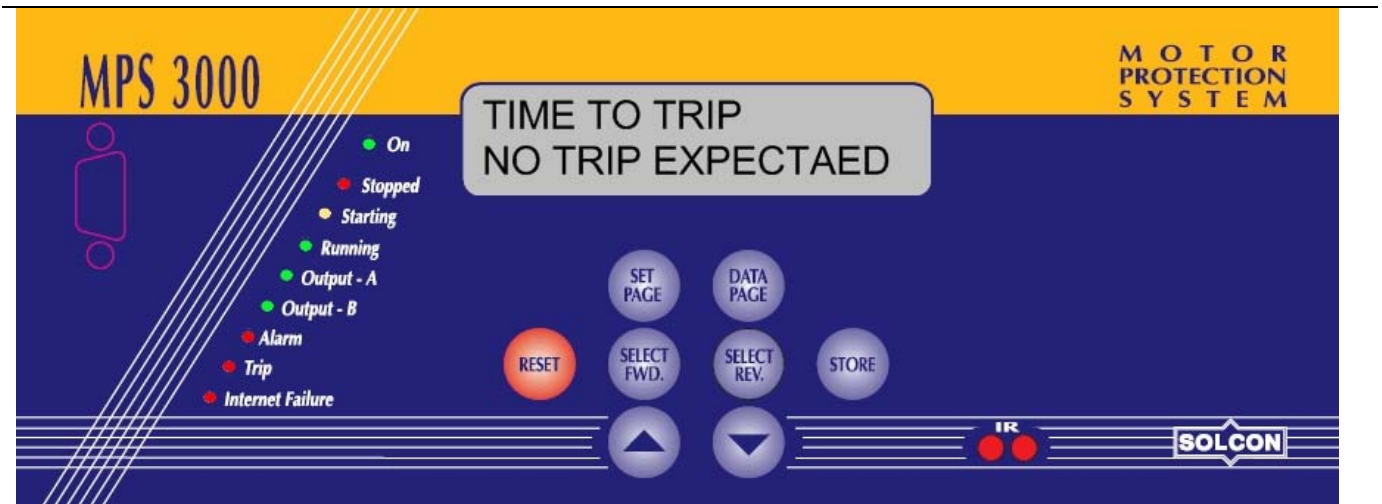 MPS 3000
MOTOR
PROTECTION
SYSTEM
TIME TO TRIP
NO TRIP EXPECTAED
On
Stopped
Starting
Running
Output - A
Output - B
Alarm
Trip
Internet Failure
SET
PAGE
DATA
PAGE
RESET
SELECT
FWD.
SELECT
REV.
STORE
IR
SOLCON